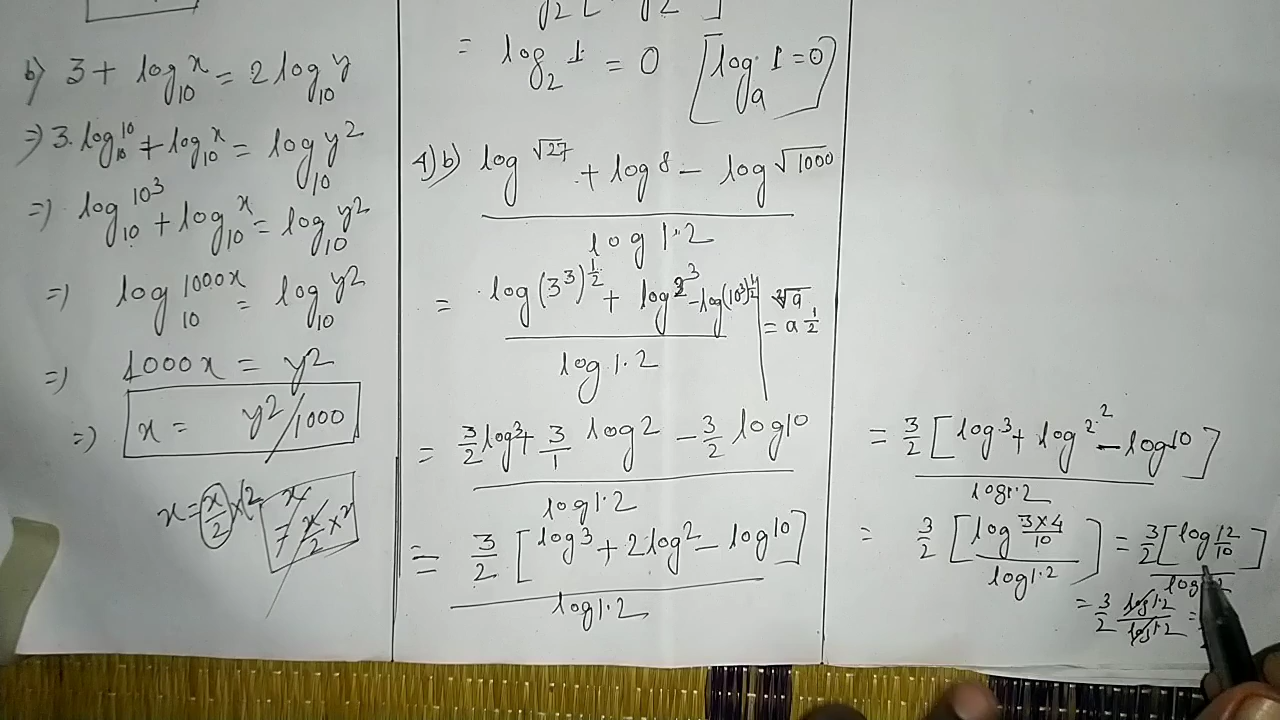 b) 3 + log₁₀ x = 2 log₁₀ y
⇒ 3. log₁₀ 10 + log₁₀ x = log₁₀ y²
⇒) log₁₀ 10³ + log₁₀ x = log₁₀ y²
⇒) log₁₀ 1000x = log₁₀ y²
⇒) 1000x = y²
⇒) x = y²/1000
x = x/2 × 2
= x/2 × 2
= log₂ 1 = 0 [log_a 1 = 0]
4) b) log √27 + log 8 - log √1000
log 1.2
= log (3³)^½ + log 2³ - log (10³)^½
log 1.2
²√a
= a^½
= 3/2 log 3 + 3/1 log 2 - 3/2 log 10
log 1.2
= 3/2 [log 3 + 2 log 2 - log 10]
log 1.2
= 3/2 [log 3 + log 2² - log 10]
log 1.2
= 3/2 [log 3×4/10 / log 1.2] = 3/2 [log 12/10]
= 3/2 log 1.2 / log 1.2 =